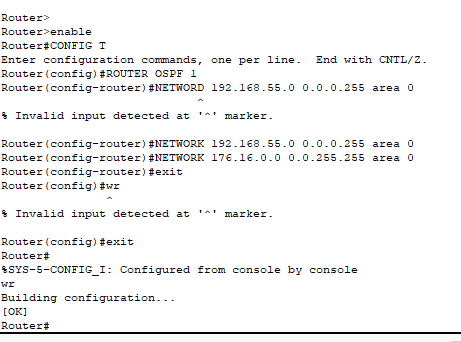 Router>
Router>enable
Router#CONFIG T
Enter configuration commands, one per line.  End with CNTL/Z.
Router(config)#ROUTER OSPF 1
Router(config-router)#NETWORD 192.168.55.0 0.0.0.255 area 0
^
% Invalid input detected at '^' marker.
Router(config-router)#NETWORK 192.168.55.0 0.0.0.255 area 0
Router(config-router)#NETWORK 176.16.0.0 0.0.255.255 area 0
Router(config-router)#exit
Router(config)#wr
^
% Invalid input detected at '^' marker.
Router(config)#exit
Router#
%SYS-5-CONFIG_I: Configured from console by console
wr
Building configuration...
[OK]
Router#